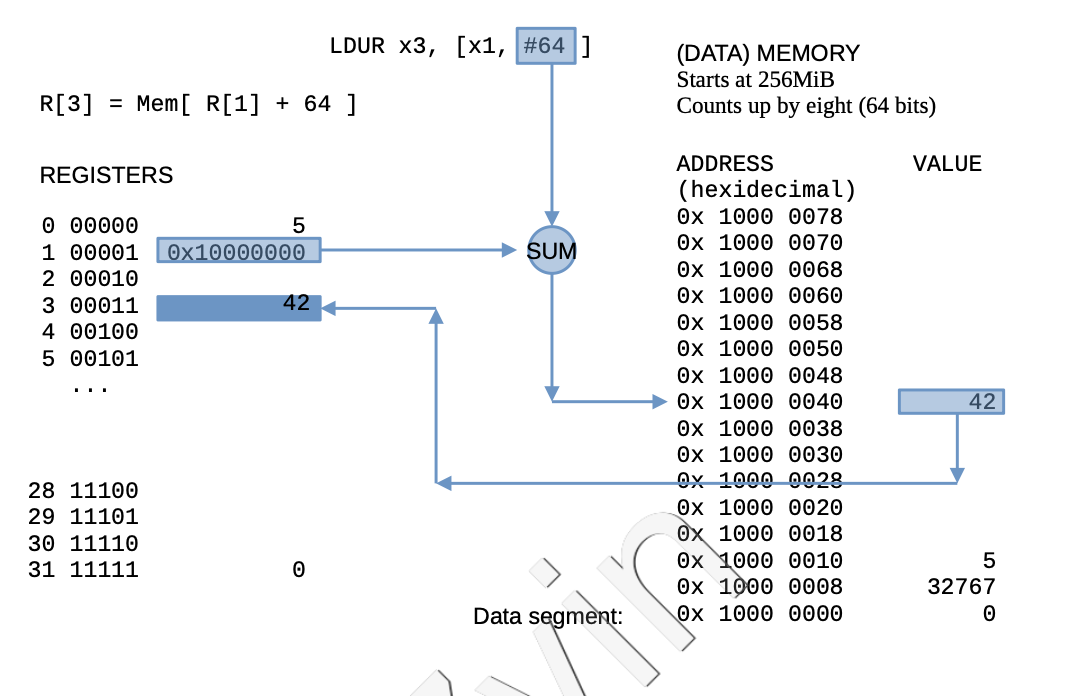 LDUR x3, [x1, #64 ]
R[3] = Mem[ R[1] + 64 ]
(DATA) MEMORY
Starts at 256MiB
Counts up by eight (64 bits)
REGISTERS
0 00000 5
1 00001 0x10000000
2 00010
3 00011 42
4 00100
5 00101
...
28 11100
29 11101
30 11110
31 11111 0
SUM
ADDRESS VALUE
(hexidecimal)
0x 1000 0078
0x 1000 0070
0x 1000 0068
0x 1000 0060
0x 1000 0058
0x 1000 0050
0x 1000 0048
0x 1000 0040 42
0x 1000 0038
0x 1000 0030
0x 1000 0028
0x 1000 0020
0x 1000 0018
0x 1000 0010 5
0x 1000 0008 32767
Data segment: 0x 1000 0000 0